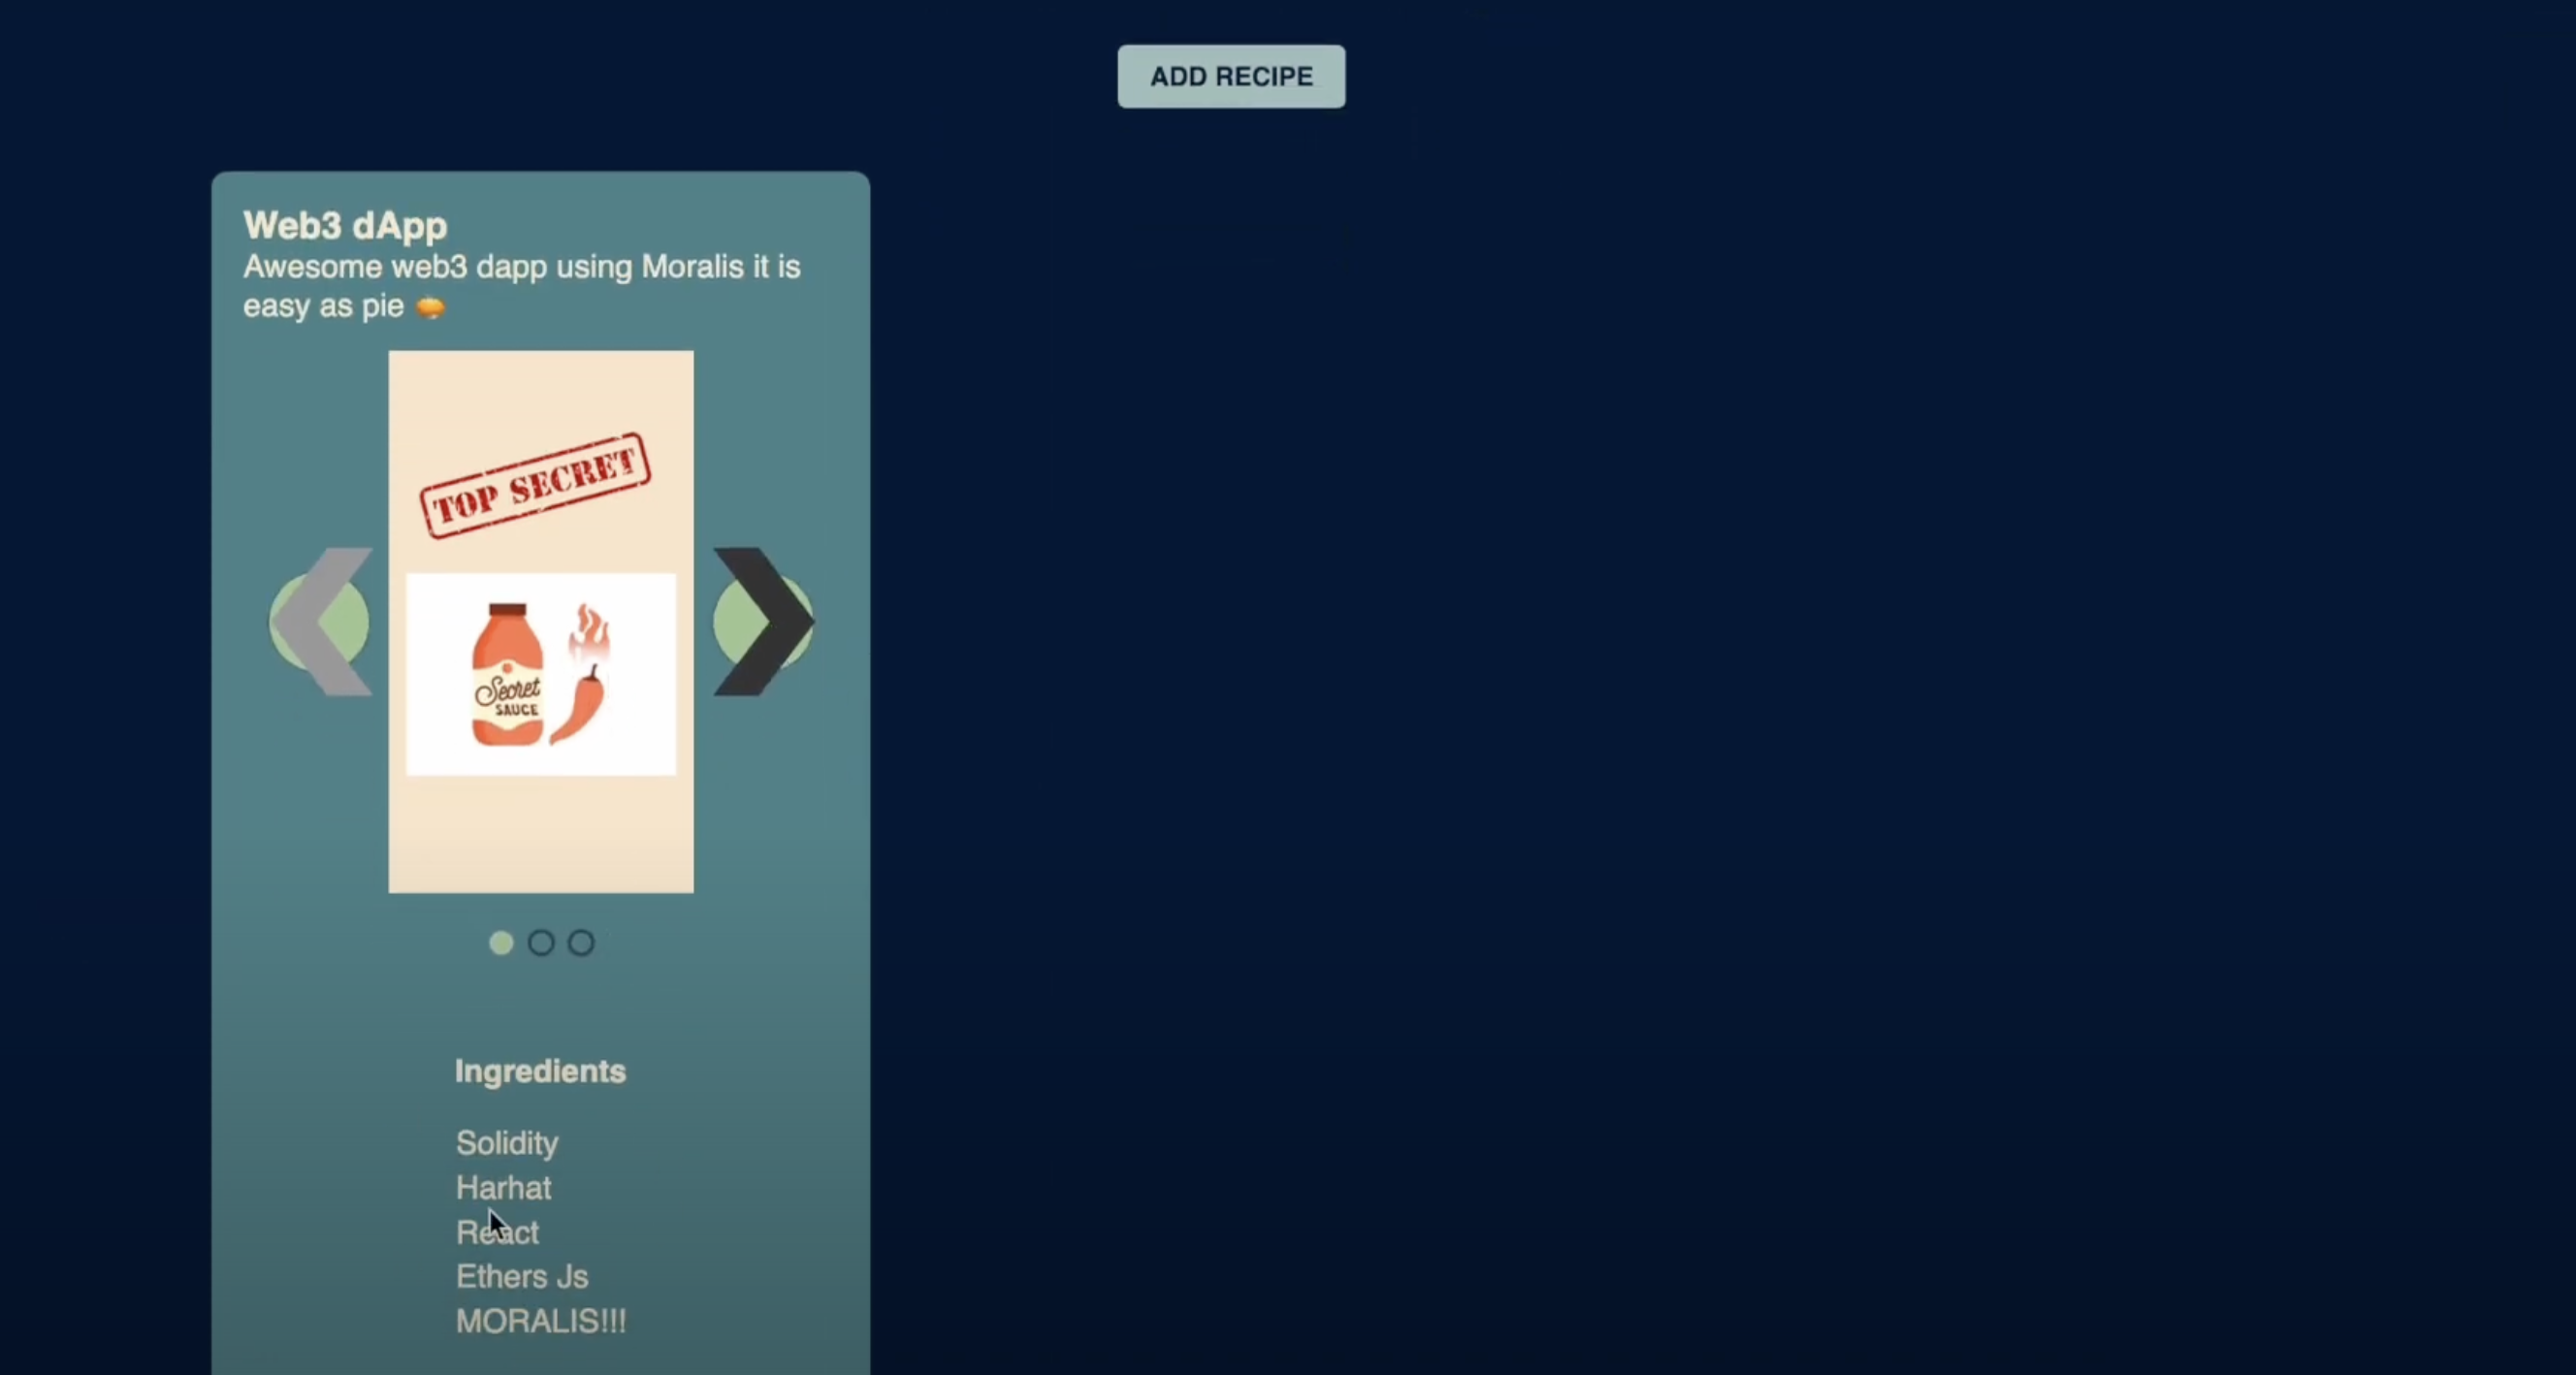 ADD RECIPE
Web3 dApp
Awesome web3 dapp using Moralis it is
easy as pie 🥧
TOP SECRET
Secret
SAUCE
Ingredients
Solidity
Harhat
React
Ethers Js
MORALIS!!!